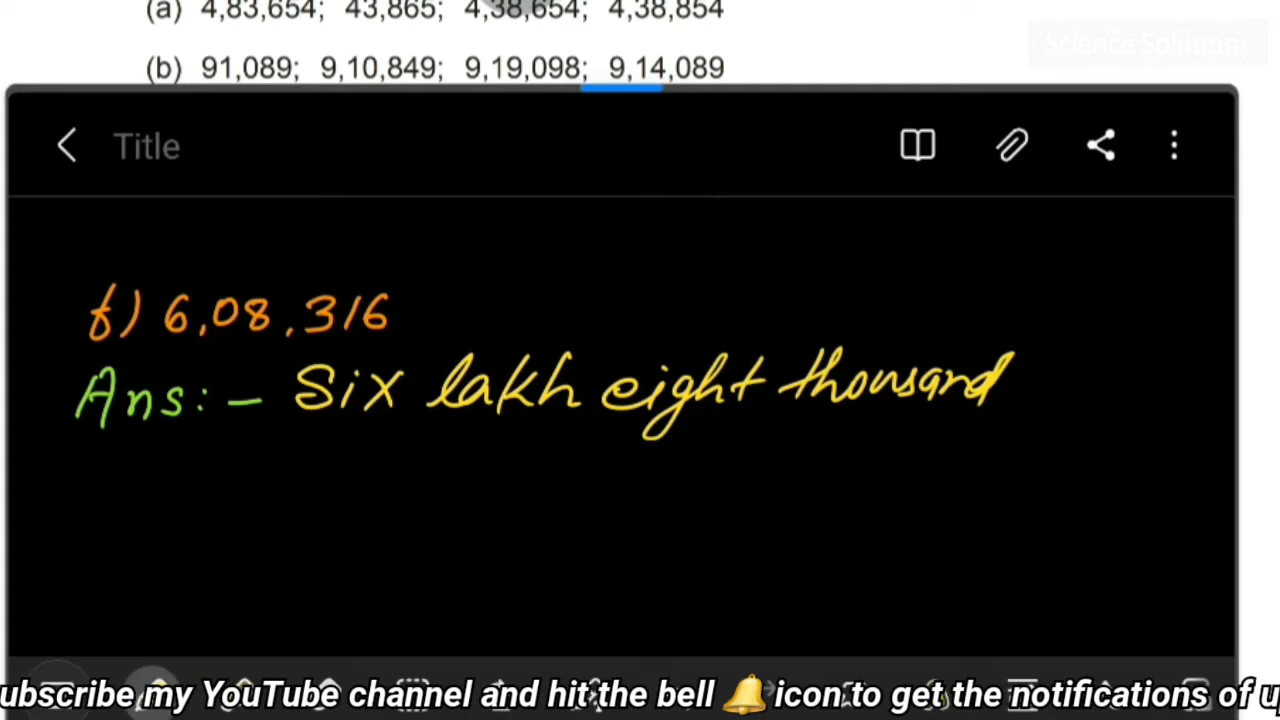 (a) 4,83,654; 43,865; 4,38,654; 4,38,854
Science Solution
(b) 91,089; 9,10,849; 9,19,098; 9,14,089
Title
f) 6,08,316
Ans:- Six lakh eight thousand
ubscribe my YouTube channel and hit the bell 🔔 icon to get the notifications of u